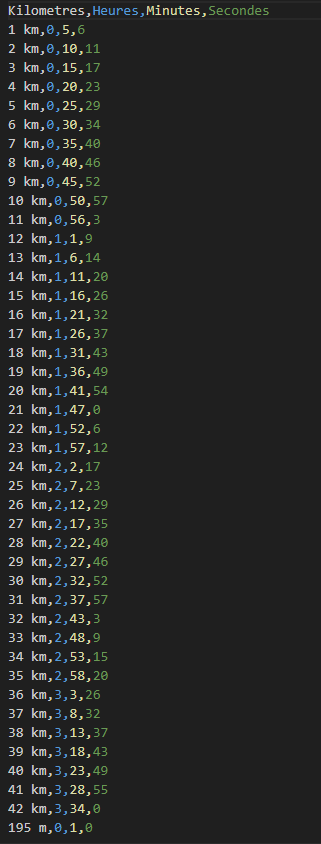 Kilometres,Heures,Minutes,Secondes
1 km,0,5,6
2 km,0,10,11
3 km,0,15,17
4 km,0,20,23
5 km,0,25,29
6 km,0,30,34
7 km,0,35,40
8 km,0,40,46
9 km,0,45,52
10 km,0,50,57
11 km,0,56,3
12 km,1,1,9
13 km,1,6,14
14 km,1,11,20
15 km,1,16,26
16 km,1,21,32
17 km,1,26,37
18 km,1,31,43
19 km,1,36,49
20 km,1,41,54
21 km,1,47,0
22 km,1,52,6
23 km,1,57,12
24 km,2,2,17
25 km,2,7,23
26 km,2,12,29
27 km,2,17,35
28 km,2,22,40
29 km,2,27,46
30 km,2,32,52
31 km,2,37,57
32 km,2,43,3
33 km,2,48,9
34 km,2,53,15
35 km,2,58,20
36 km,3,3,26
37 km,3,8,32
38 km,3,13,37
39 km,3,18,43
40 km,3,23,49
41 km,3,28,55
42 km,3,34,0
195 m,0,1,0